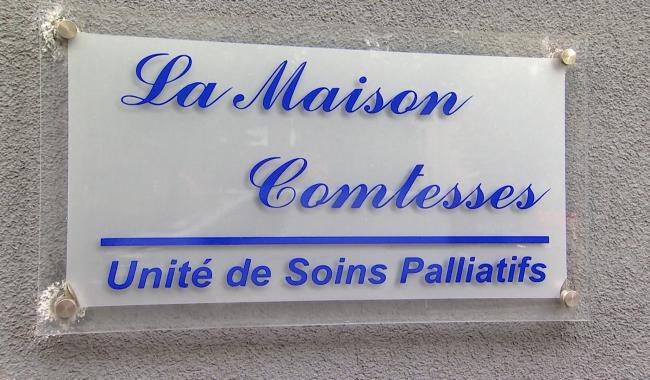 La Maison
Comtesses
Unité de Soins Palliatifs